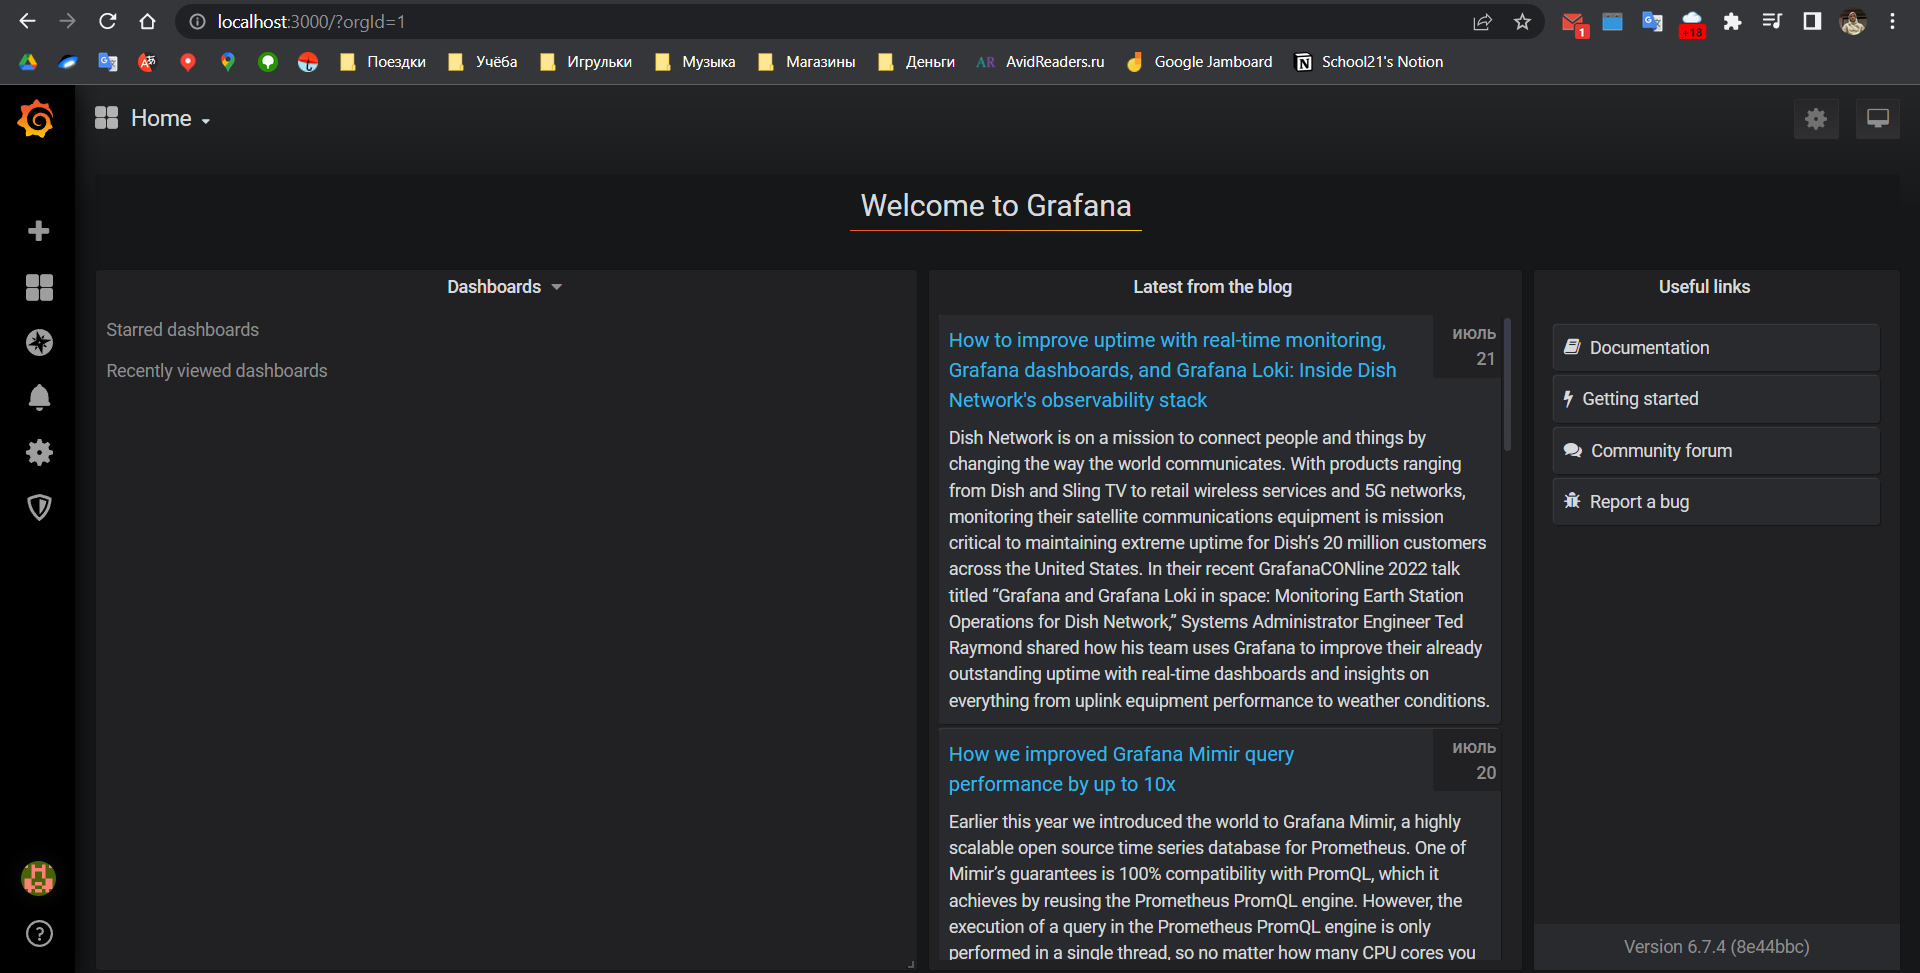 localhost:3000/?orgId=1
1
+18
Поездки
Учёба
Игрульки
Музыка
Магазины
Деньги
AR AvidReaders.ru
Google Jamboard
School21's Notion
Home
Welcome to Grafana
Dashboards
Starred dashboards
Recently viewed dashboards
Latest from the blog
How to improve uptime with real-time monitoring,
Grafana dashboards, and Grafana Loki: Inside Dish
Network's observability stack
июль
21
Dish Network is on a mission to connect people and things by
changing the way the world communicates. With products ranging
from Dish and Sling TV to retail wireless services and 5G networks,
monitoring their satellite communications equipment is mission
critical to maintaining extreme uptime for Dish’s 20 million customers
across the United States. In their recent GrafanaCONline 2022 talk
titled “Grafana and Grafana Loki in space: Monitoring Earth Station
Operations for Dish Network,” Systems Administrator Engineer Ted
Raymond shared how his team uses Grafana to improve their already
outstanding uptime with real-time dashboards and insights on
everything from uplink equipment performance to weather conditions.
How we improved Grafana Mimir query
performance by up to 10x
июль
20
Earlier this year we introduced the world to Grafana Mimir, a highly
scalable open source time series database for Prometheus. One of
Mimir’s guarantees is 100% compatibility with PromQL, which it
achieves by reusing the Prometheus PromQL engine. However, the
execution of a query in the Prometheus PromQL engine is only
performed in a single thread, so no matter how many CPU cores you
Useful links
Documentation
Getting started
Community forum
Report a bug
Version 6.7.4 (8e44bbc)